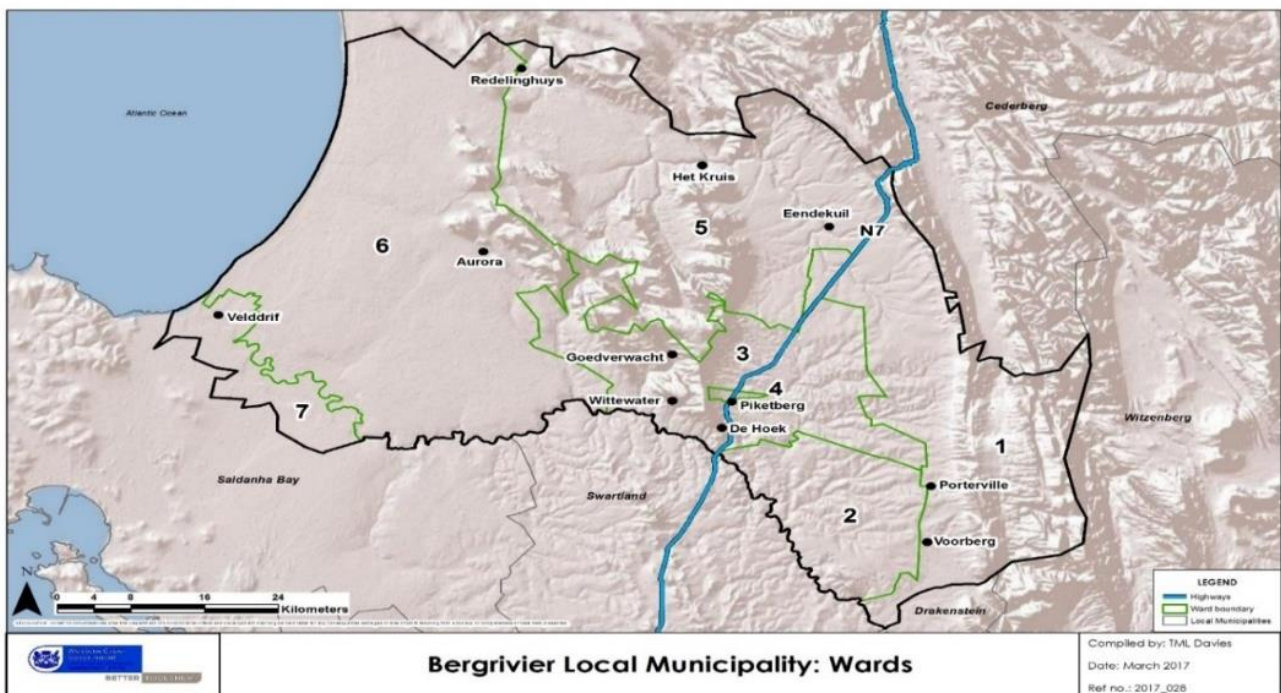 Redelinghuys
Atlantic Ocean
Cederberg
Het Kruis
Eendekuil
5
N7
6
Aurora
Velddrif
Goedverwacht
3
4
Wittewater
Piketberg
7
De Hoek
Witzenberg
1
Saldanha Bay
Porterville
Swartland
2
Voorberg
N
0 4 8 16 24
Kilometers
Drakenstein
LEGEND
Highways
Ward boundary
Local Municipalities
BETTER
Bergrivier Local Municipality: Wards
Compiled by: TML Davies
Date: March 2017
Ref no.: 2017_028